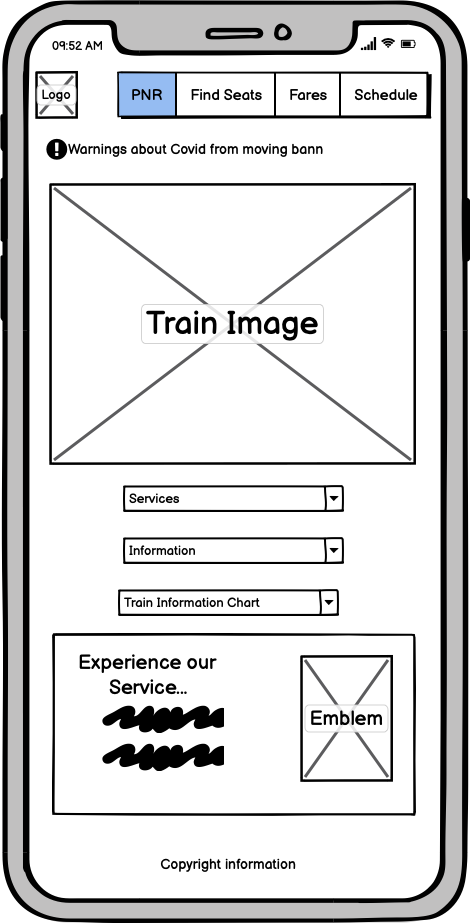 09:52 AM
Logo
PNR
Find Seats
Fares
Schedule
Warnings about Covid from moving bann
Train Image
Services
Information
Train Information Chart
Experience our
Service...
Emblem
Copyright information